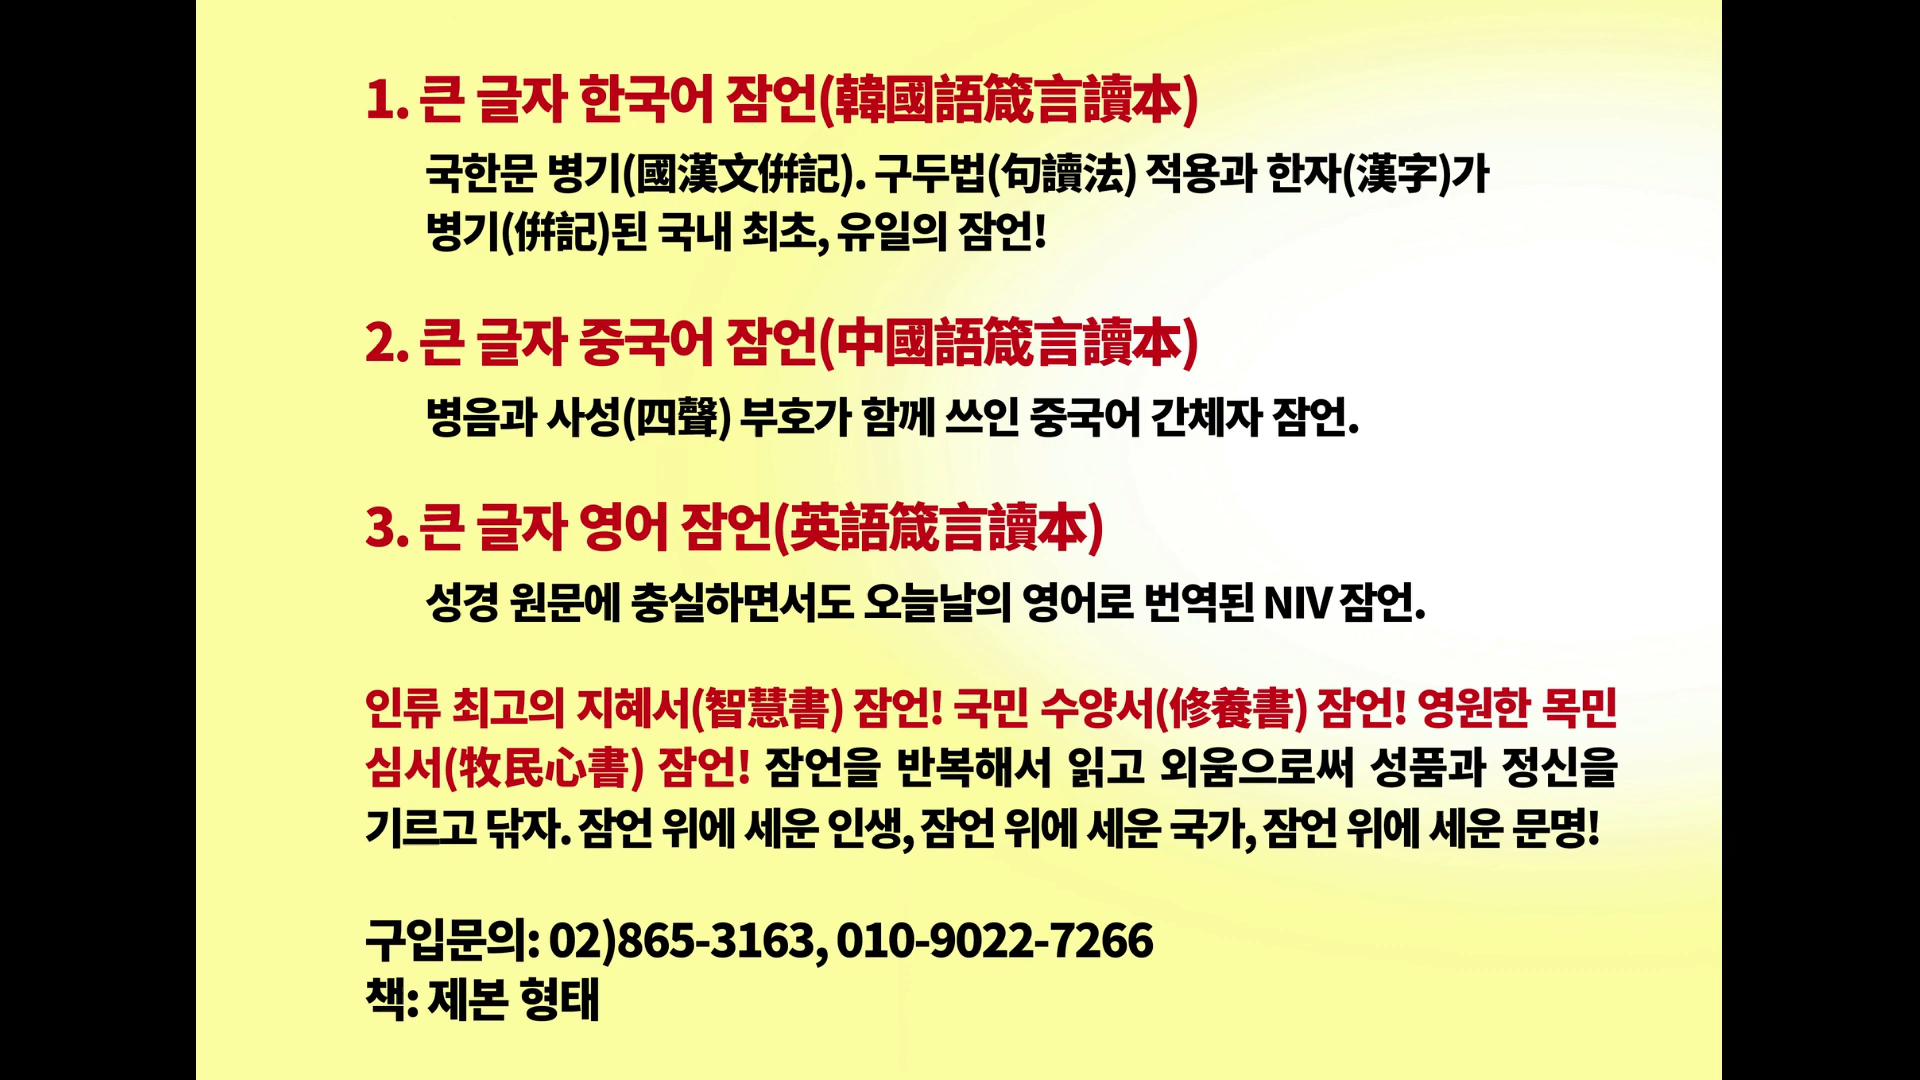 1. 큰 글자 한국어 잠언(韓國語箴言讀本)
국한문 병기(國漢文倂記). 구두법(句讀法) 적용과 한자(漢字)가
병기(倂記)된 국내 최초, 유일의 잠언!
2. 큰 글자 중국어 잠언(中國語箴言讀本)
병음과 사성(四聲) 부호가 함께 쓰인 중국어 간체자 잠언.
3. 큰 글자 영어 잠언(英語箴言讀本)
성경 원문에 충실하면서도 오늘날의 영어로 번역된 NIV 잠언.
인류 최고의 지혜서(智慧書) 잠언! 국민 수양서(修養書) 잠언! 영원한 목민
심서(牧民心書) 잠언! 잠언을 반복해서 읽고 외움으로써 성품과 정신을
기르고 닦자. 잠언 위에 세운 인생, 잠언 위에 세운 국가, 잠언 위에 세운 문명!
구입문의: 02)865-3163, 010-9022-7266
책: 제본 형태